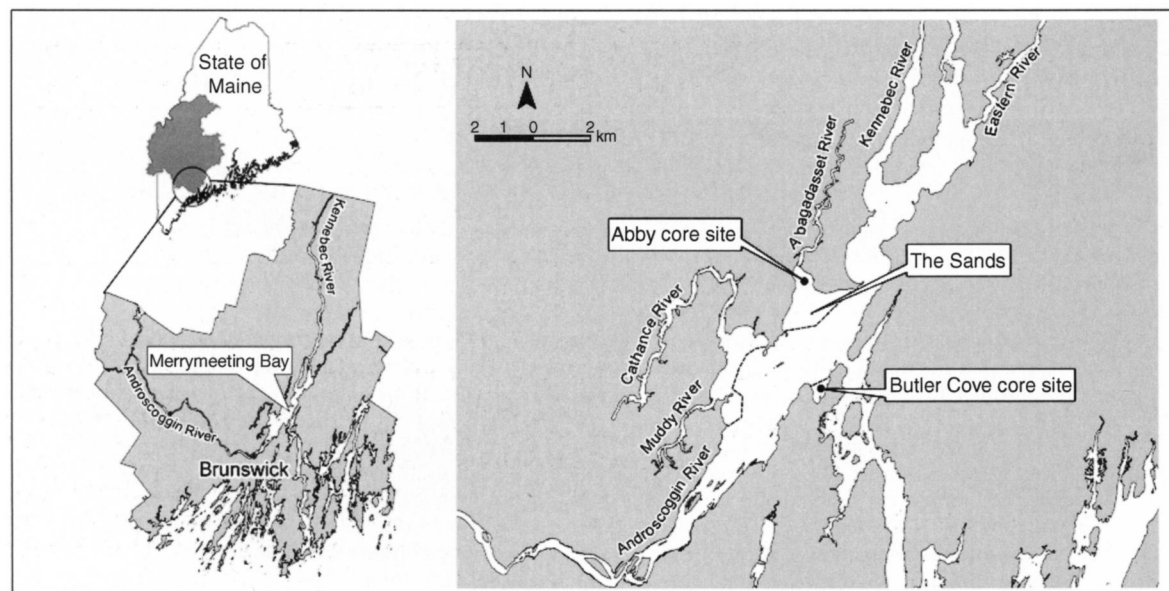 State of
Maine
Kennebec River
Merrymeeting Bay
Androscoggin River
Brunswick
N
2 1 0 2
km
Kennebec River
Eastern River
Abagadasset River
Abby core site
The Sands
Cathance River
Butler Cove core site
Muddy River
Androscoggin River